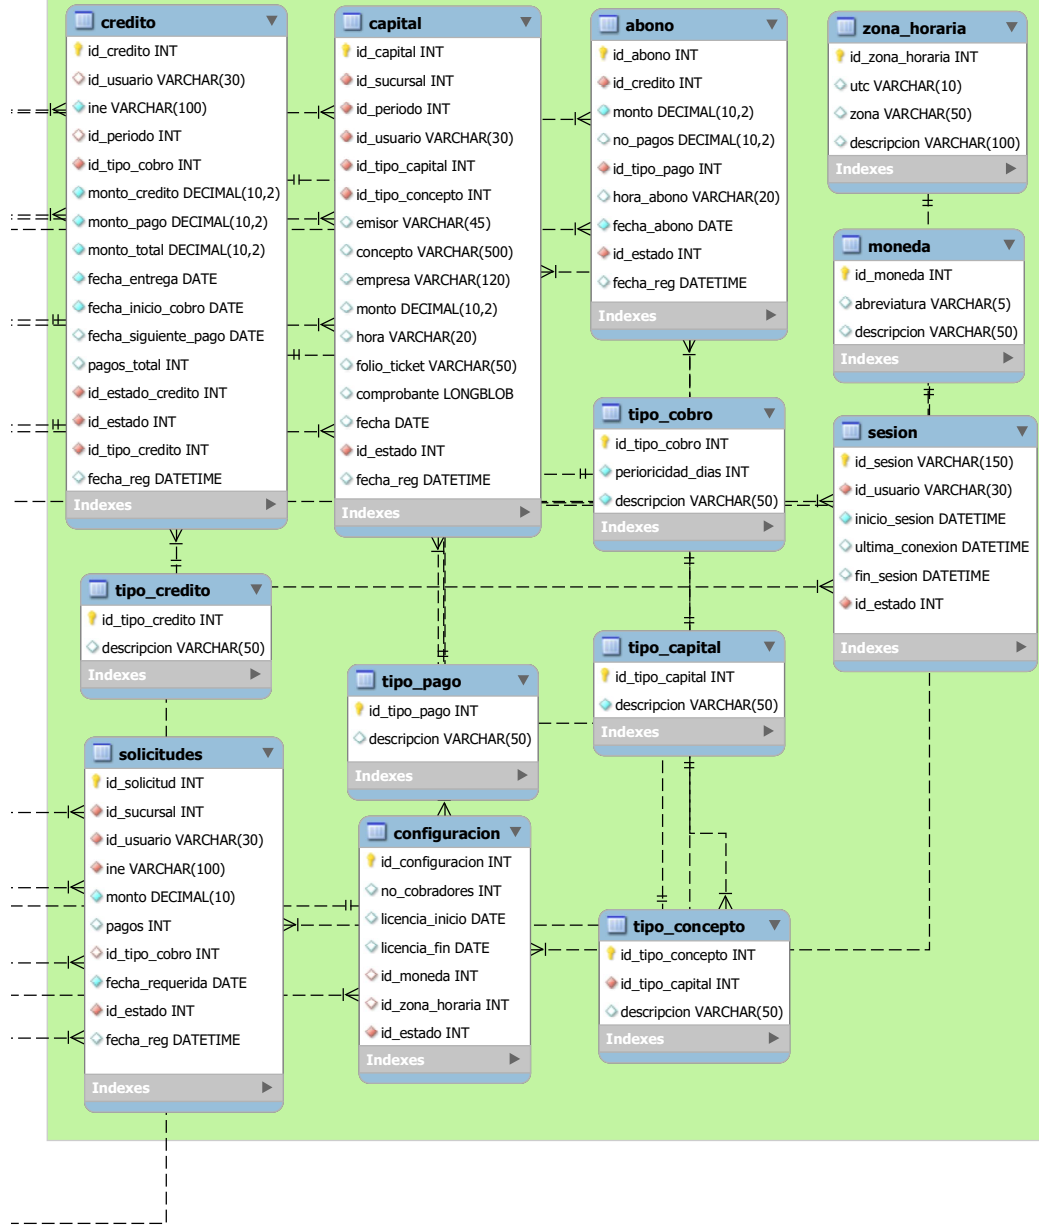 credito
id_credito INT
id_usuario VARCHAR(30)
ine VARCHAR(100)
id_periodo INT
id_tipo_cobro INT
monto_credito DECIMAL(10,2)
monto_pago DECIMAL(10,2)
monto_total DECIMAL(10,2)
fecha_entrega DATE
fecha_inicio_cobro DATE
fecha_siguiente_pago DATE
pagos_total INT
id_estado_credito INT
id_estado INT
id_tipo_credito INT
fecha_reg DATETIME
Indexes
capital
id_capital INT
id_sucursal INT
id_periodo INT
id_usuario VARCHAR(30)
id_tipo_capital INT
id_tipo_concepto INT
emisor VARCHAR(45)
concepto VARCHAR(500)
empresa VARCHAR(120)
monto DECIMAL(10,2)
hora VARCHAR(20)
folio_ticket VARCHAR(50)
comprobante LONGBLOB
fecha DATE
id_estado INT
fecha_reg DATETIME
Indexes
abono
id_abono INT
id_credito INT
monto DECIMAL(10,2)
no_pagos DECIMAL(10,2)
id_tipo_pago INT
hora_abono VARCHAR(20)
fecha_abono DATE
id_estado INT
fecha_reg DATETIME
Indexes
zona_horaria
id_zona_horaria INT
utc VARCHAR(10)
zona VARCHAR(50)
descripcion VARCHAR(100)
Indexes
moneda
id_moneda INT
abreviatura VARCHAR(5)
descripcion VARCHAR(50)
Indexes
tipo_cobro
id_tipo_cobro INT
perioricidad_dias INT
descripcion VARCHAR(50)
Indexes
sesion
id_sesion VARCHAR(150)
id_usuario VARCHAR(30)
inicio_sesion DATETIME
ultima_conexion DATETIME
fin_sesion DATETIME
id_estado INT
Indexes
tipo_credito
id_tipo_credito INT
descripcion VARCHAR(50)
Indexes
tipo_pago
id_tipo_pago INT
descripcion VARCHAR(50)
Indexes
tipo_capital
id_tipo_capital INT
descripcion VARCHAR(50)
Indexes
solicitudes
id_solicitud INT
id_sucursal INT
id_usuario VARCHAR(30)
ine VARCHAR(100)
monto DECIMAL(10)
pagos INT
id_tipo_cobro INT
fecha_requerida DATE
id_estado INT
fecha_reg DATETIME
Indexes
configuracion
id_configuracion INT
no_cobradores INT
licencia_inicio DATE
licencia_fin DATE
id_moneda INT
id_zona_horaria INT
id_estado INT
Indexes
tipo_concepto
id_tipo_concepto INT
id_tipo_capital INT
descripcion VARCHAR(50)
Indexes